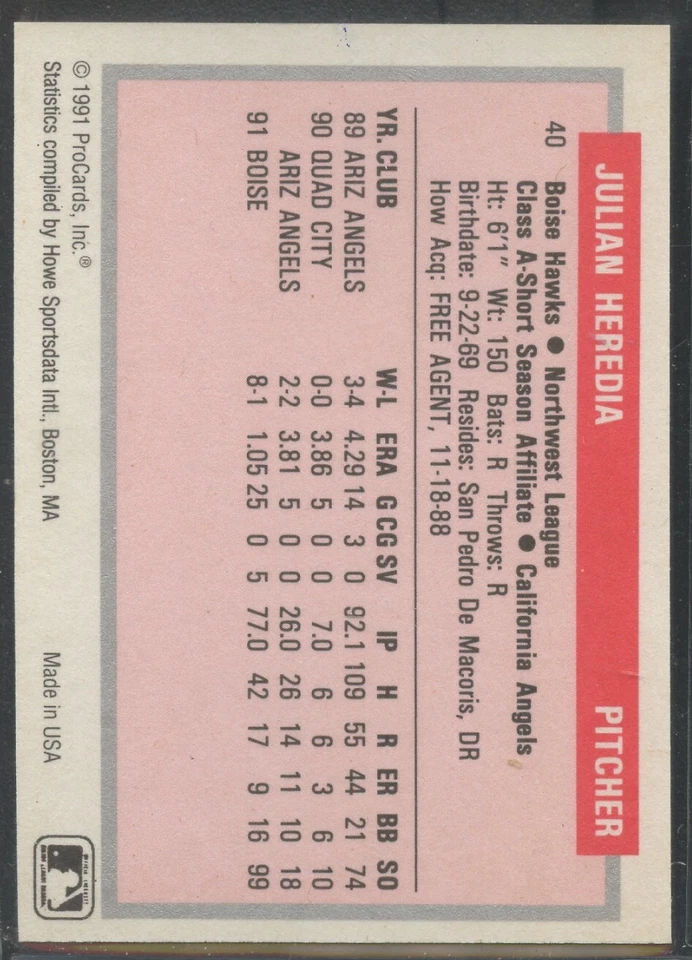 JULIAN HEREDIA PITCHER
40 Boise Hawks ● Northwest League
Class A-Short Season Affiliate ● California Angels
Ht: 6'1" Wt: 150 Bats: R Throws: R
Birthdate: 9-22-69 Resides: San Pedro De Macoris, DR
How Acq: FREE AGENT, 11-18-88
YR. CLUB W-L ERA G CG SV IP H R ER BB SO
89 ARIZ ANGELS 3-4 4.29 14 3 0 92.1 109 55 44 21 74
90 QUAD CITY 0-0 3.86 5 0 0 7.0 6 6 3 6 10
ARIZ ANGELS 2-2 3.81 5 0 0 26.0 26 14 11 10 18
91 BOISE 8-1 1.05 25 0 5 77.0 42 17 9 16 99
© 1991 ProCards, Inc.®
Statistics compiled by Howe Sportsdata Intl., Boston, MA Made in USA